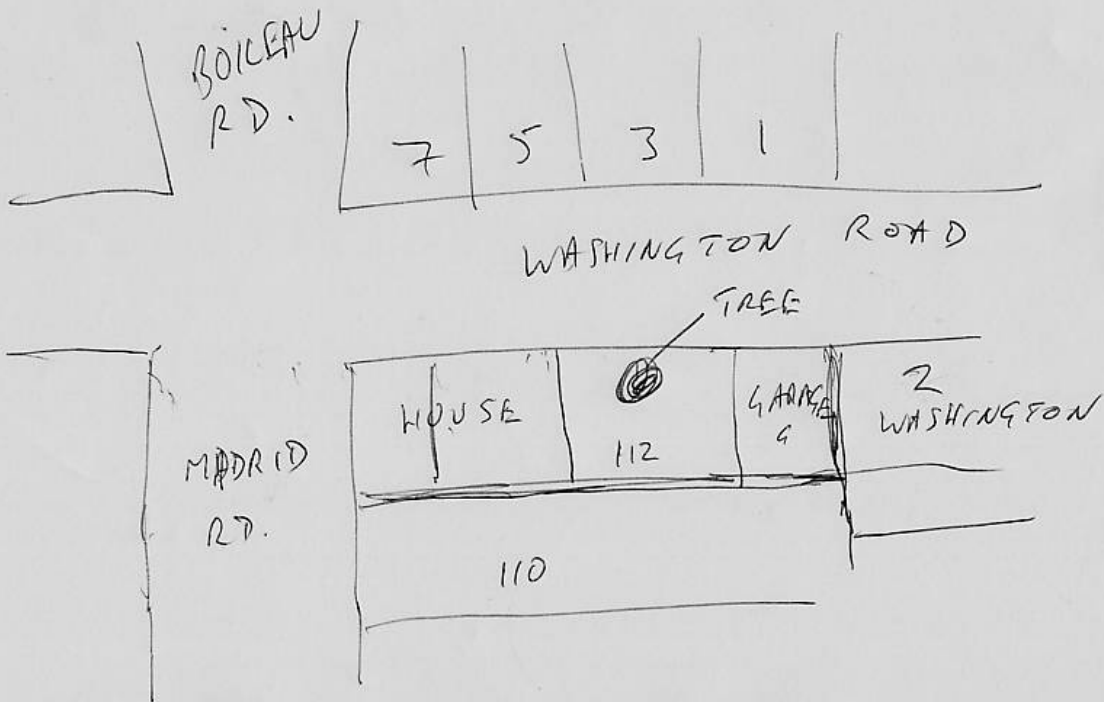 BOILEAU
RD.
7 5 3 1
WASHINGTON ROAD
TREE
HOUSE
112
GARAGE
2
WASHINGTON
MADRID
RD.
110